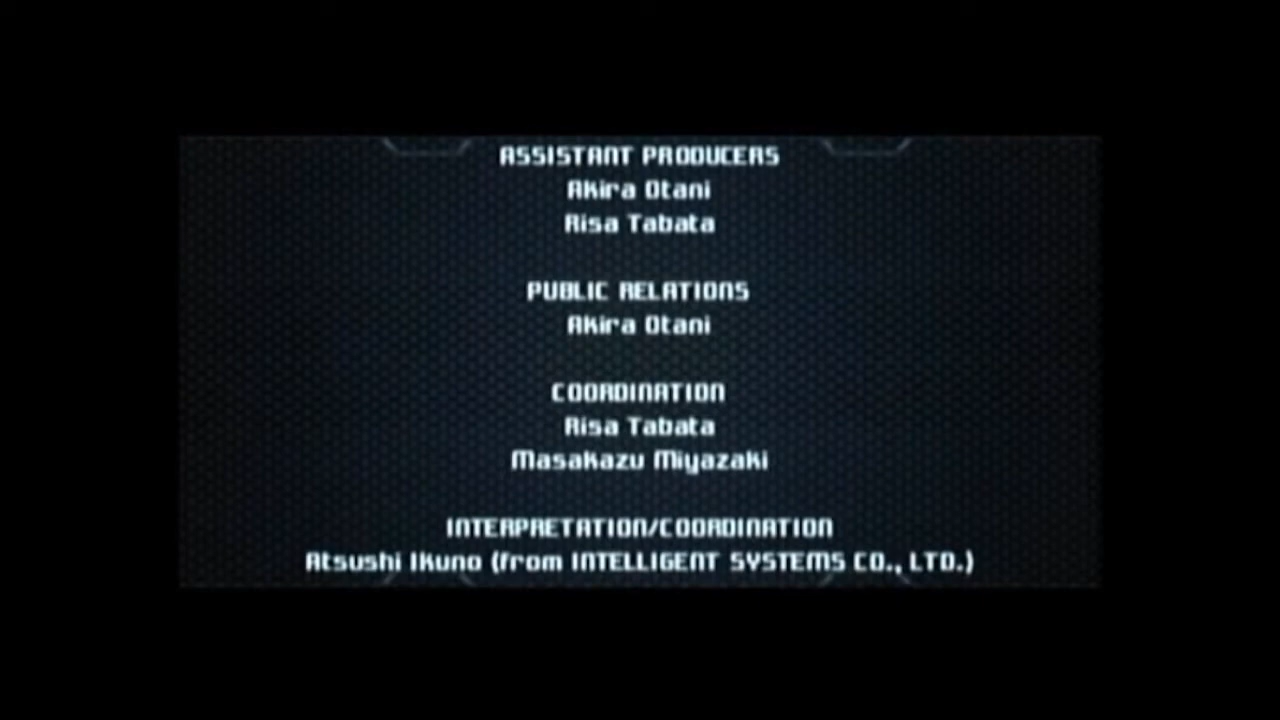 ASSISTANT PRODUCERS
Akira Otani
Risa Tabata
PUBLIC RELATIONS
Akira Otani
COORDINATION
Risa Tabata
Masakazu Miyazaki
INTERPRETATION/COORDINATION
Atsushi Ikuno (from INTELLIGENT SYSTEMS CO., LTD.)